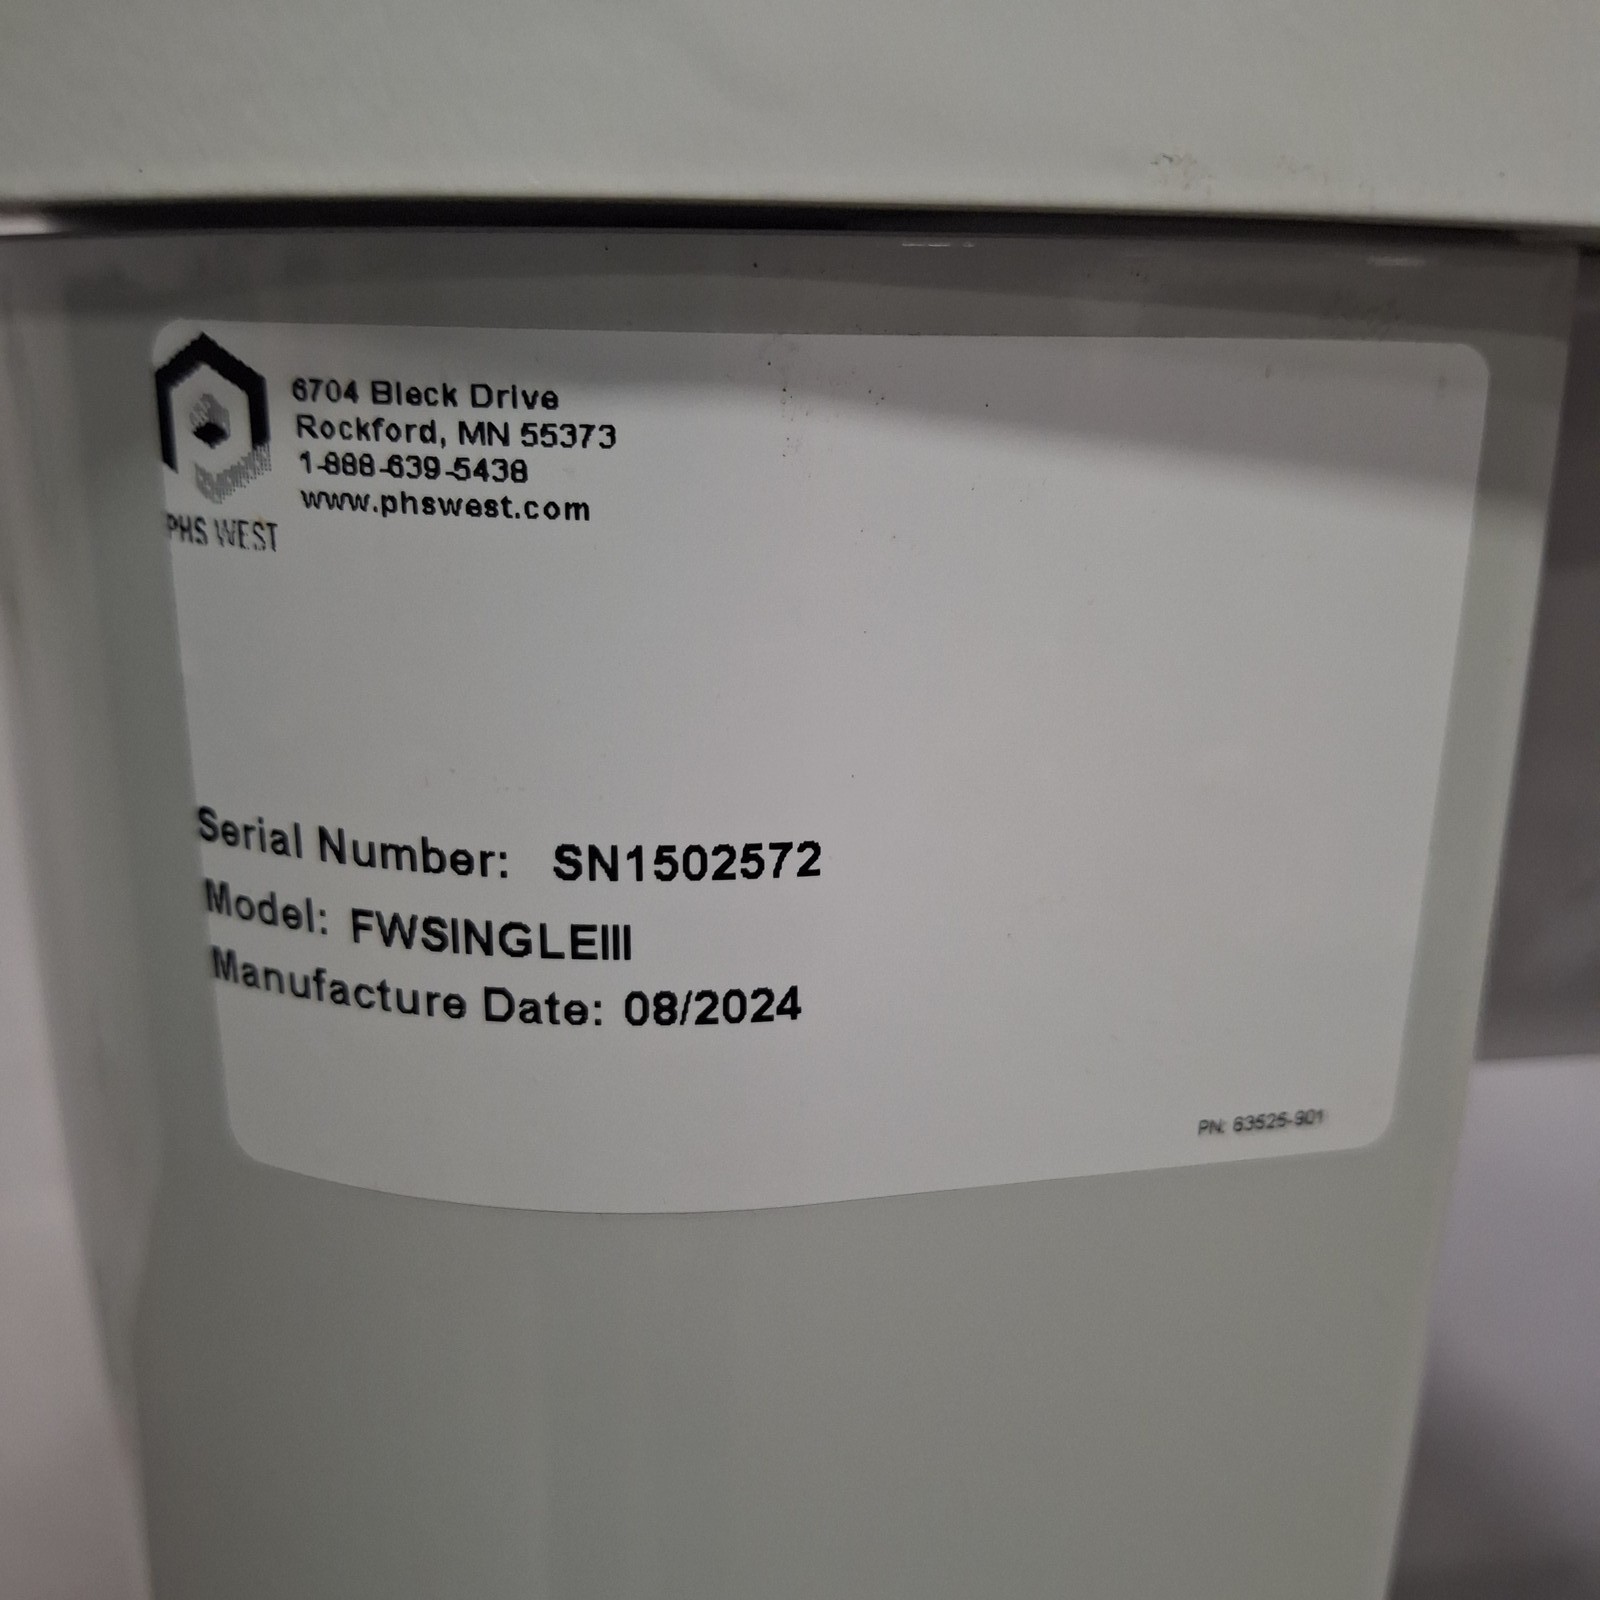 6704 Bleck Drive
Rockford, MN 55373
1-888-639-5438
www.phswest.com
PHS WEST
Serial Number: SN1502572
Model: FWSINGLEIII
Manufacture Date: 08/2024
PN: 63525-901